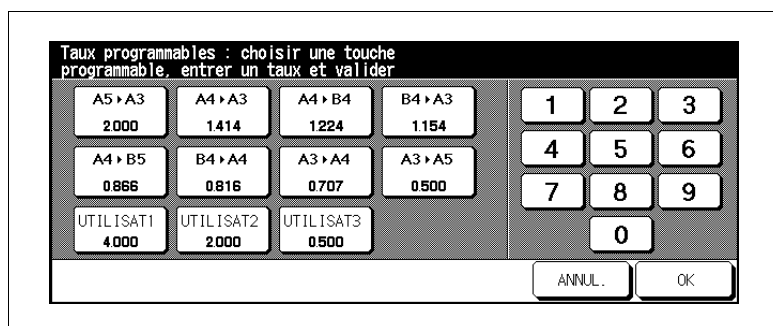 Taux programmables : choisir une touche
programmable, entrer un taux et valider
A5▸A3 A4▸A3 A4▸B4 B4▸A3 1 2 3
2.000 1.414 1.224 1.154
A4▸B5 B4▸A4 A3▸A4 A3▸A5 4 5 6
0.866 0.816 0.707 0.500
7 8 9
UTILISAT1 UTILISAT2 UTILISAT3
4.000 2.000 0.500 0
ANNUL. OK